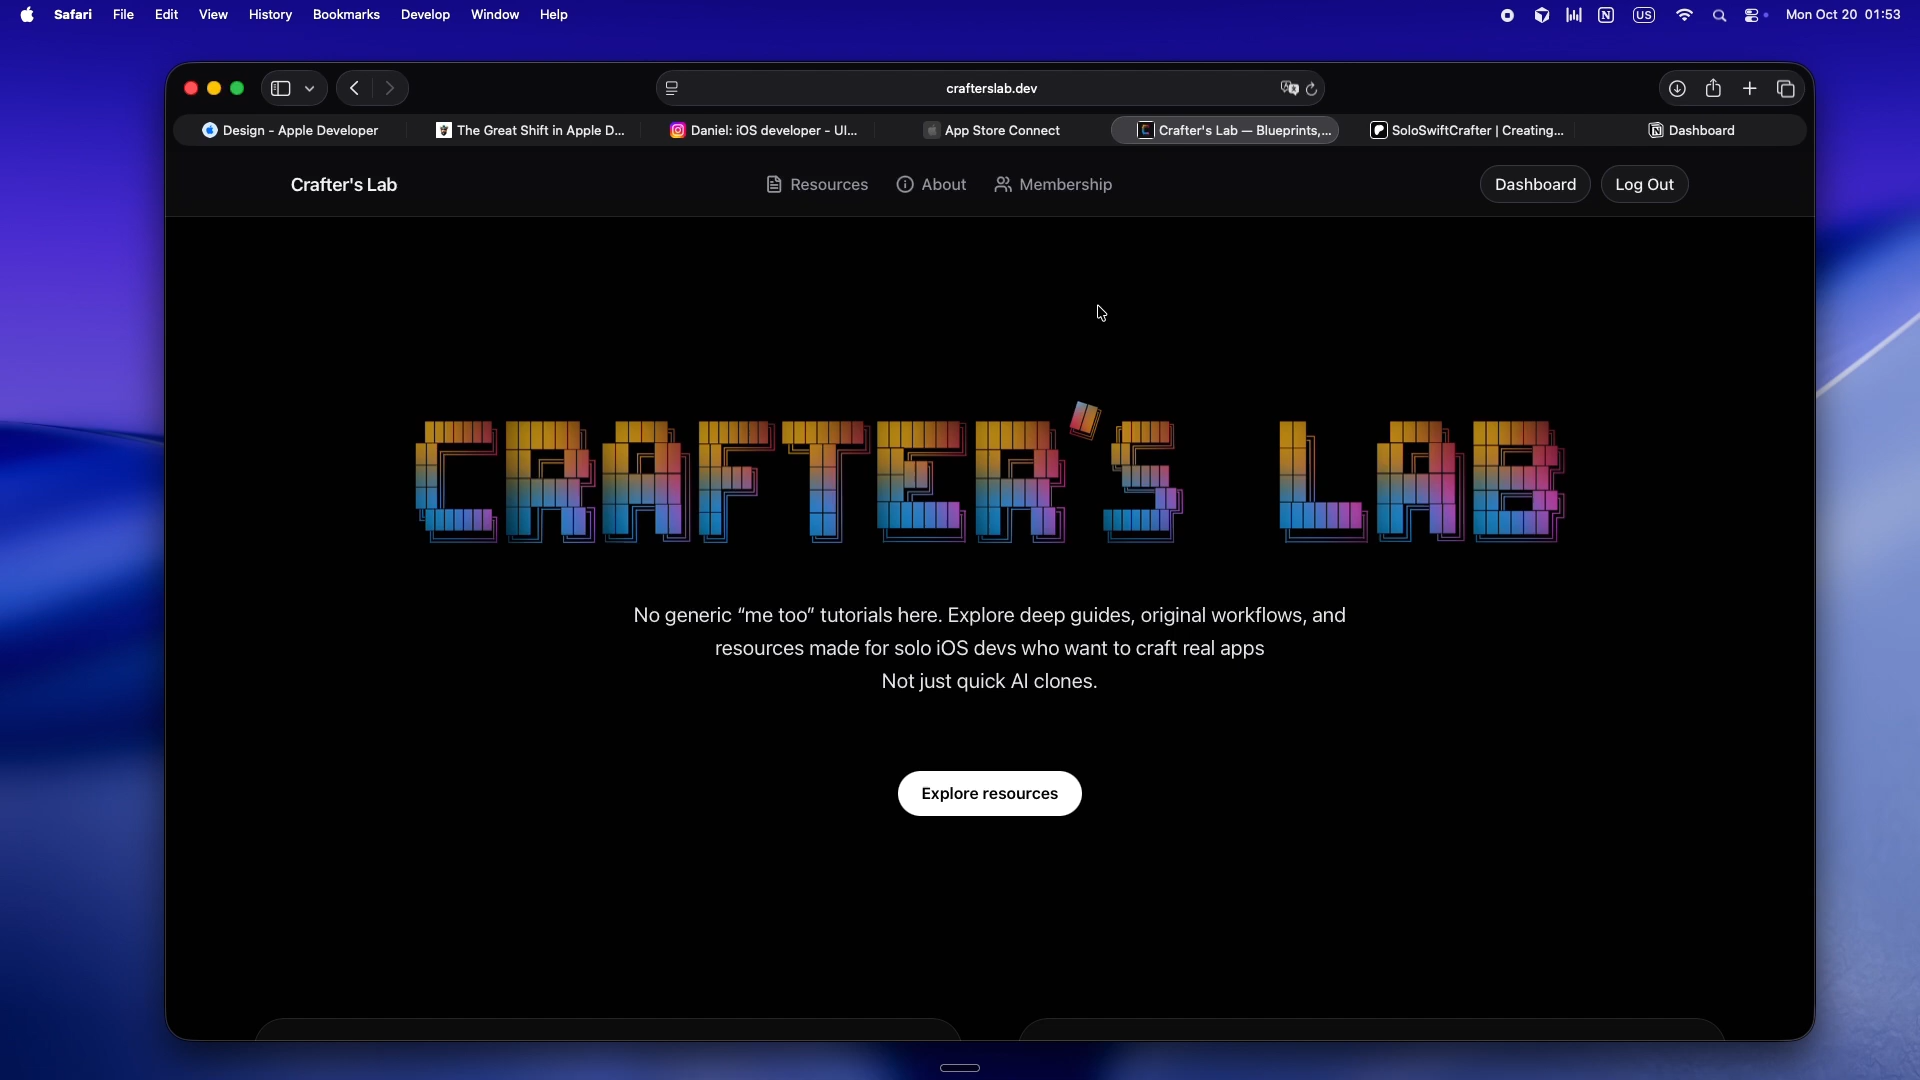 Safari File Edit View History Bookmarks Develop Window Help
US
Mon Oct 20 01:53
crafterslab.dev
Design - Apple Developer
The Great Shift in Apple D...
Daniel: iOS developer - UI...
App Store Connect
Crafter's Lab — Blueprints,...
SoloSwiftCrafter | Creating...
Dashboard
Crafter's Lab
Resources
About
Membership
Dashboard
Log Out
CRAFTER'S LAB
No generic “me too” tutorials here. Explore deep guides, original workflows, and
resources made for solo iOS devs who want to craft real apps
Not just quick AI clones.
Explore resources